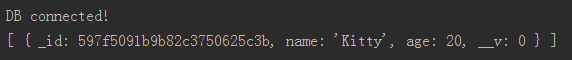 DB connected!
[ { _id: 597f5091b9b82c3750625c3b, name: 'Kitty', age: 20, __v: 0 } ]